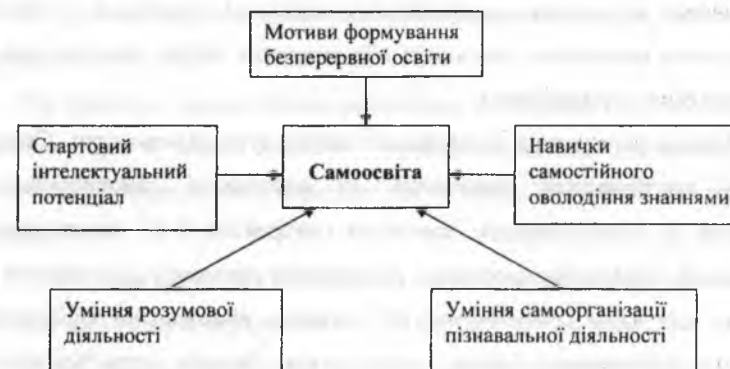 Мотиви формування
безперервної освіти
Стартовий
інтелектуальний
потенціал
Самоосвіта
Навички
самостійного
оволодіння знаннями
Уміння розумової
діяльності
Уміння самоорганізації
пізнавальної діяльності